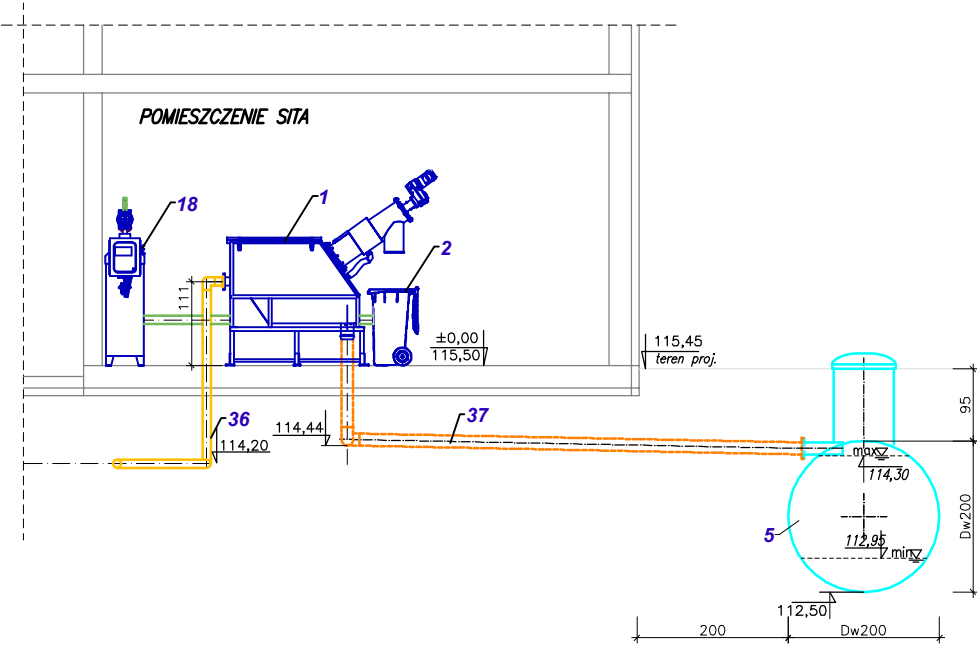 POMIESZCZENIE SITA
18
1
2
111
±0,00
115,50
115,45
teren proj.
95
36
114,20
114,44
37
max
114,30
5
112,95
min
Dw200
112,50
200
Dw200